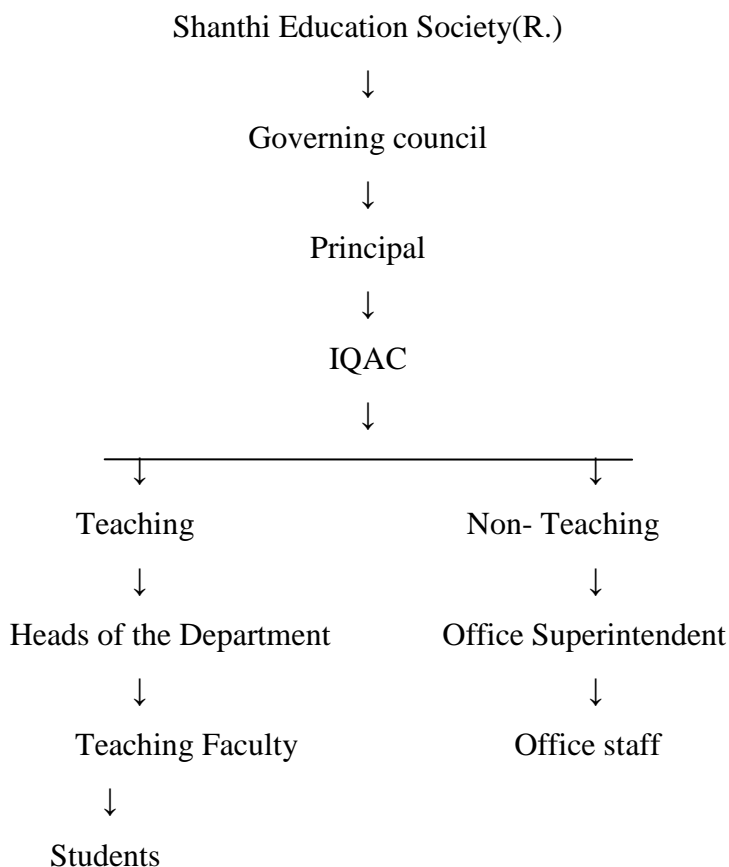 Shanthi Education Society(R.)
↓
Governing council
↓
Principal
↓
IQAC
↓
↓ ↓
Teaching Non- Teaching
↓ ↓
Heads of the Department Office Superintendent
↓ ↓
Teaching Faculty Office staff
↓
Students